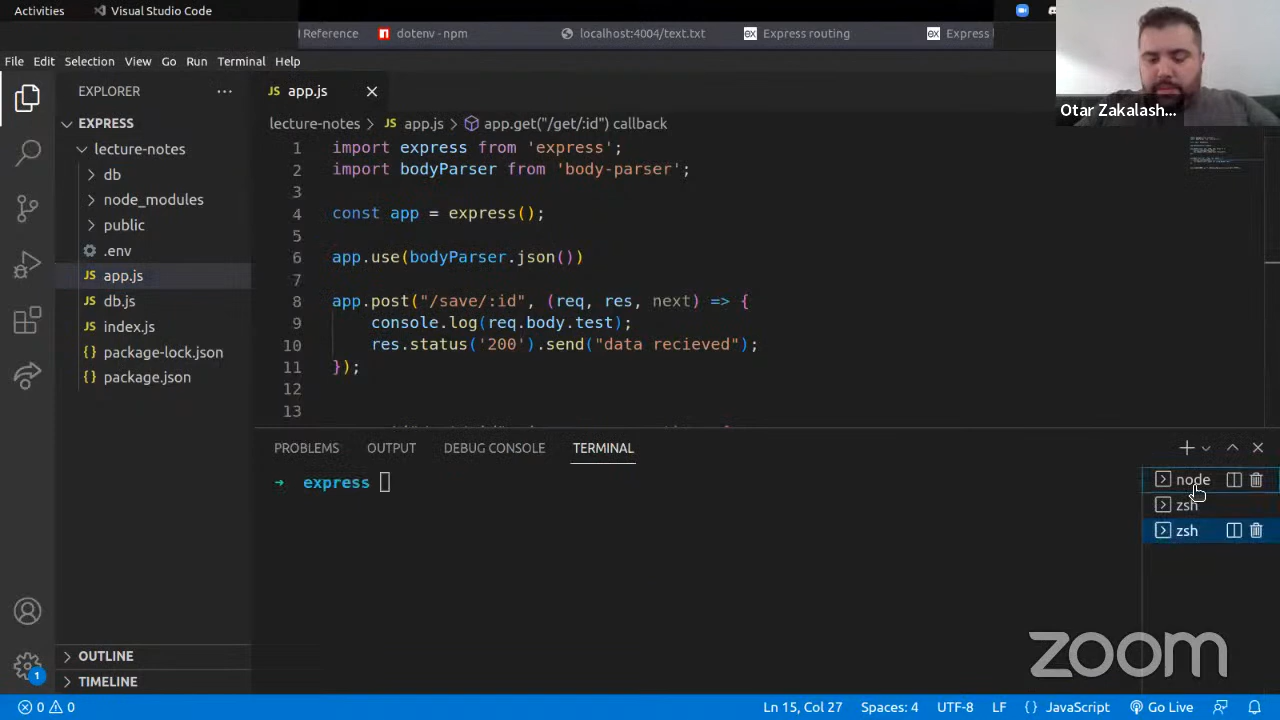 Activities
Visual Studio Code
Reference
dotenv - npm
localhost:4004/text.txt
Express routing
Express
Otar Zakalash...
File Edit Selection View Go Run Terminal Help
EXPLORER
EXPRESS
lecture-notes
db
node_modules
public
.env
JS app.js
JS db.js
JS index.js
{} package-lock.json
{} package.json
OUTLINE
TIMELINE
app.js
lecture-notes > JS app.js > app.get("/get/:id") callback
1 import express from 'express';
2 import bodyParser from 'body-parser';
3
4 const app = express();
5
6 app.use(bodyParser.json())
7
8 app.post("/save/:id", (req, res, next) => {
9 console.log(req.body.test);
10 res.status('200').send("data recieved");
11 });
12
13
PROBLEMS OUTPUT DEBUG CONSOLE TERMINAL
→ express
node
zsh
zsh
zoom
1
0 0
Ln 15, Col 27
Spaces: 4
UTF-8
LF
{} JavaScript
Go Live